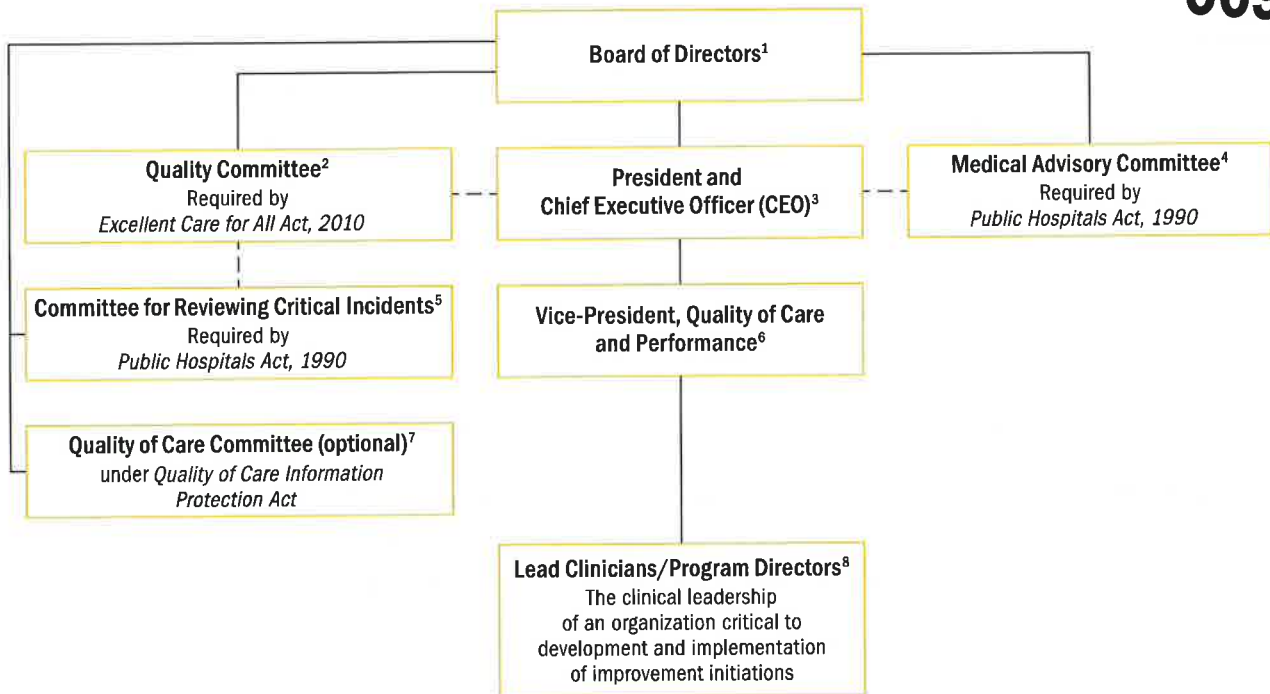 Board of Directors¹
Quality Committee²
Required by
Excellent Care for All Act, 2010
President and
Chief Executive Officer (CEO)³
Medical Advisory Committee⁴
Required by
Public Hospitals Act, 1990
Committee for Reviewing Critical Incidents⁵
Required by
Public Hospitals Act, 1990
Vice-President, Quality of Care
and Performance⁶
Quality of Care Committee (optional)⁷
under Quality of Care Information
Protection Act
Lead Clinicians/Program Directors⁸
The clinical leadership
of an organization critical to
development and implementation
of improvement initiations